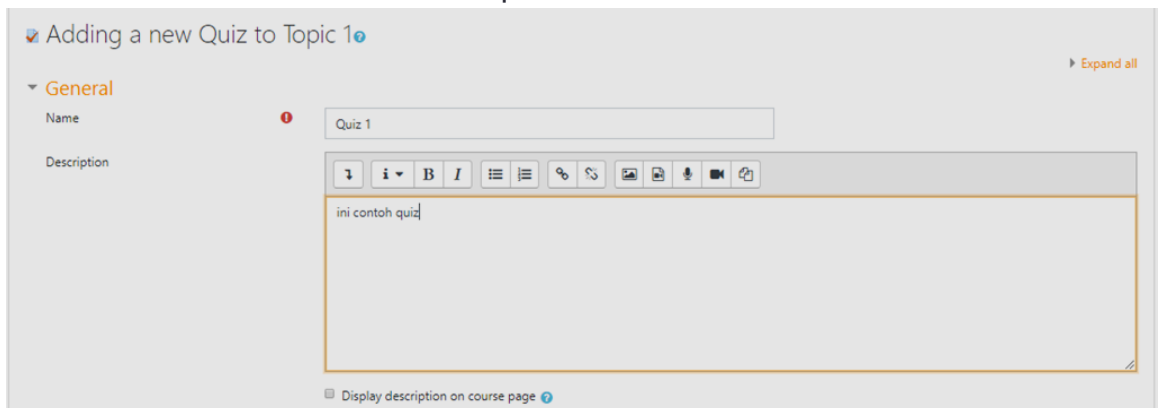 Adding a new Quiz to Topic 1
Expand all
General
Name
Quiz 1
Description
B I
ini contoh quiz
Display description on course page